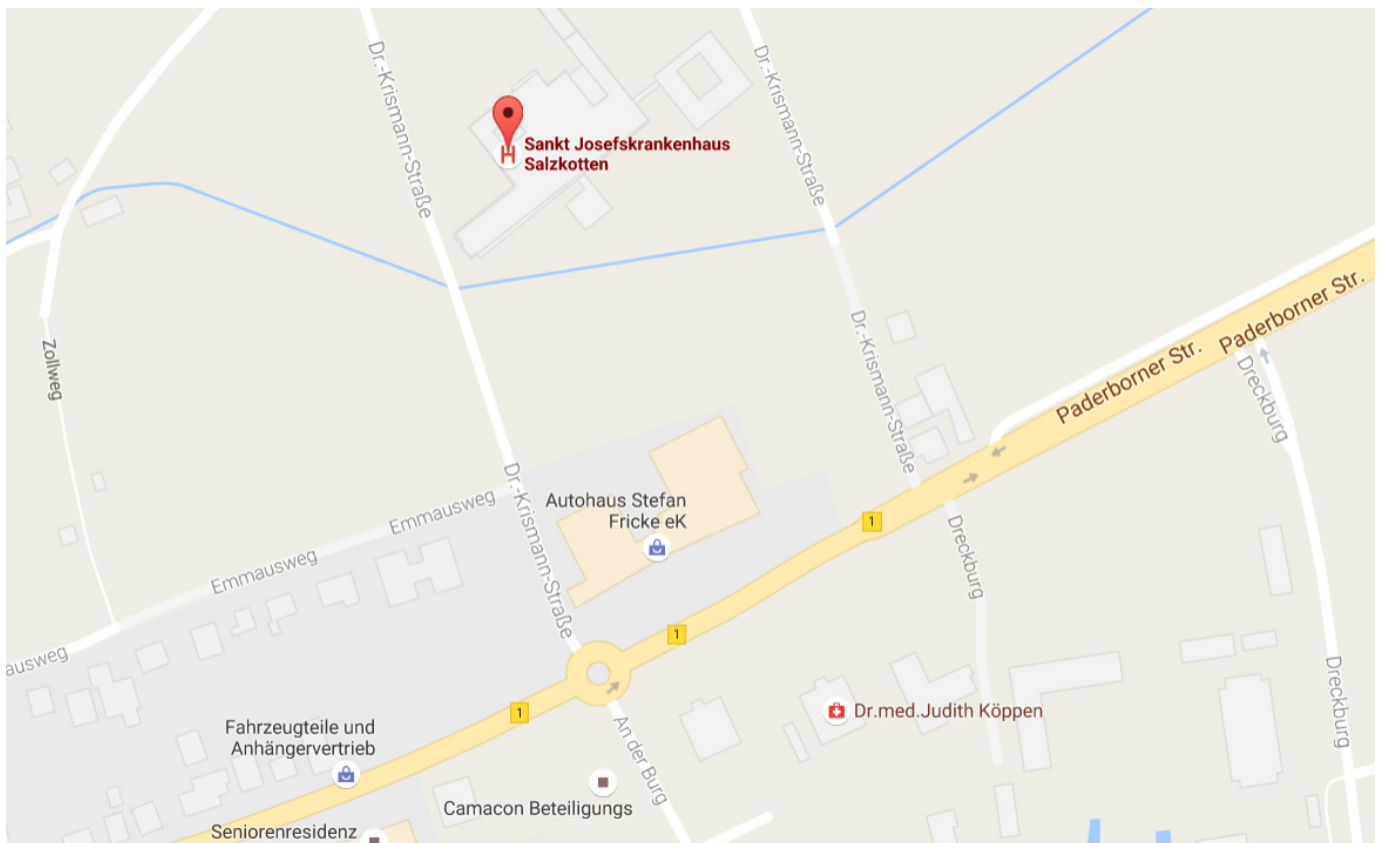 Dr.-Krismann-Straße
Dr.-Krismann-Straße
Sankt Josefskrankenhaus
Salzkotten
Zollweg
Dr.-Krismann-Straße
Paderborner Str.
Paderborner Str.
Dreckburg
Dr.-Krismann-Straße
Emmausweg
Autohaus Stefan
Fricke eK
1
Dreckburg
Emmausweg
1
ausweg
Dreckburg
1
Dr.med.Judith Köppen
Fahrzeugteile und
Anhängervertrieb
An der Burg
Camacon Beteiligungs
Seniorenresidenz